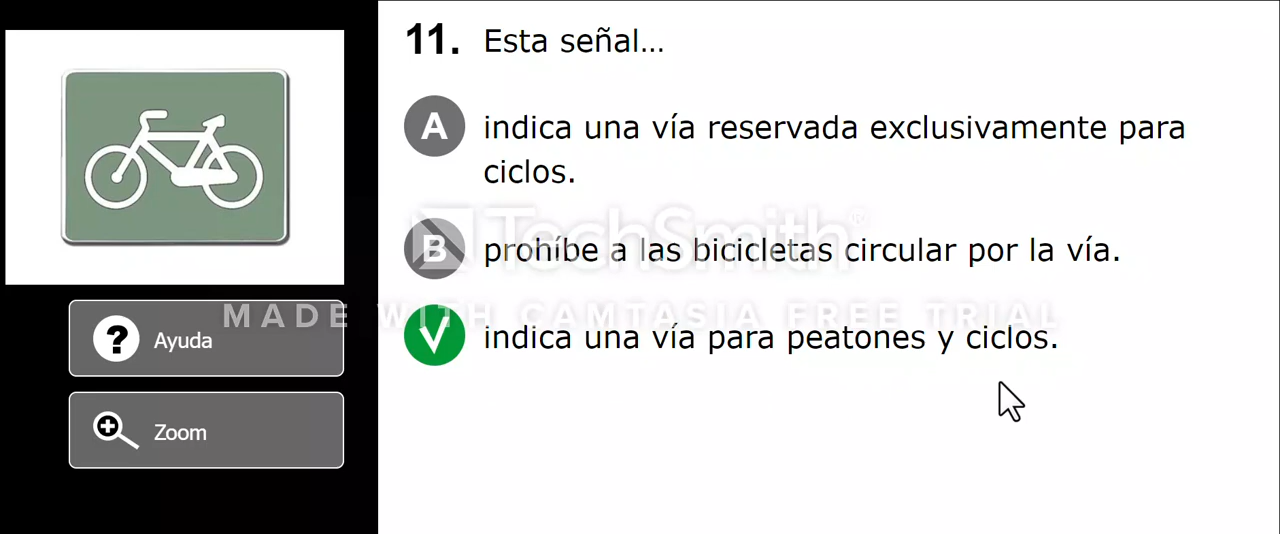 11. Esta señal...
A indica una vía reservada exclusivamente para
ciclos.
B prohíbe a las bicicletas circular por la vía.
indica una vía para peatones y ciclos.
? Ayuda
Zoom
TechSmith®
MADE WITH CAMTASIA FREE TRIAL